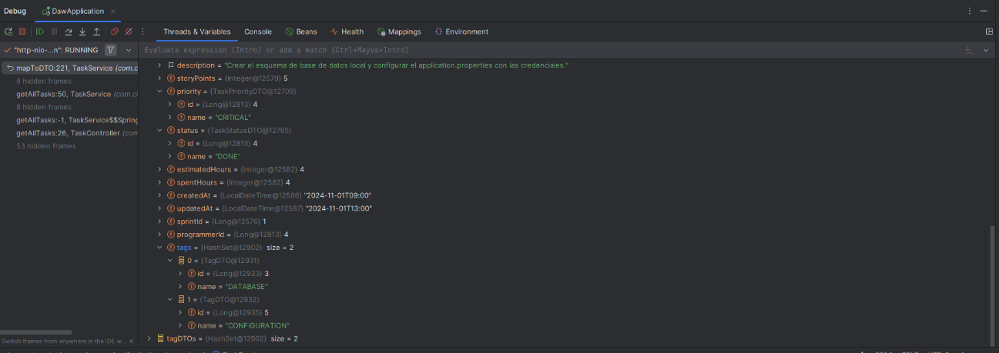 Debug DawApplication
Threads & Variables Console Beans Health Mappings Environment
"http-nio-...n": RUNNING
Evaluate expression (Intro) or add a watch (Ctrl+Mayús+Intro)
mapToDTO:221, TaskService (com.c
8 hidden frames
getAllTasks:50, TaskService (com.cl
8 hidden frames
getAllTasks:-1, TaskService$$Spring
getAllTasks:26, TaskController (com
53 hidden frames
Switch frames from anywhere in the IDE w...
description = "Crear el esquema de base de datos local y configurar el application.properties con las credenciales."
storyPoints = {Integer@12579} 5
priority = {TaskPriorityDTO@12709}
id = {Long@12813} 4
name = "CRITICAL"
status = {TaskStatusDTO@12765}
id = {Long@12813} 4
name = "DONE"
estimatedHours = {Integer@12582} 4
spentHours = {Integer@12582} 4
createdAt = {LocalDateTime@12586} "2024-11-01T09:00"
updatedAt = {LocalDateTime@12587} "2024-11-01T13:00"
sprintId = {Long@12576} 1
programmerId = {Long@12813} 4
tags = {HashSet@12902} size = 2
0 = {TagDTO@12931}
id = {Long@12933} 3
name = "DATABASE"
1 = {TagDTO@12932}
id = {Long@12935} 5
name = "CONFIGURATION"
tagDTOs = {HashSet@12902} size = 2